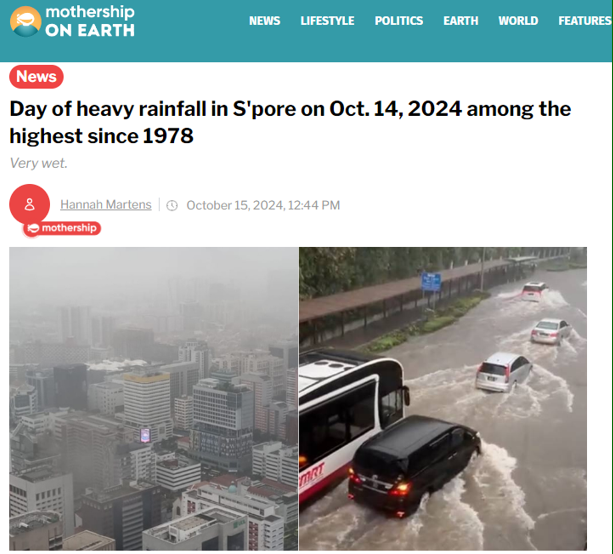 mothership
ON EARTH
NEWS LIFESTYLE POLITICS EARTH WORLD FEATURES
News
Day of heavy rainfall in S'pore on Oct. 14, 2024 among the
highest since 1978
Very wet.
Hannah Martens
October 15, 2024, 12:44 PM
mothership